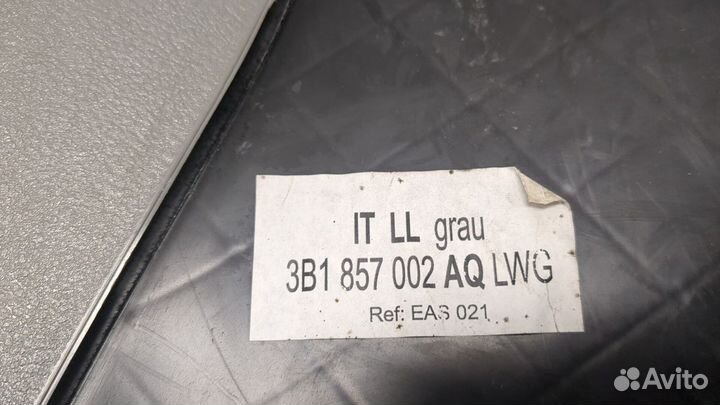 IT LL grau
3B1 857 002 AQ LWG
Ref: EAS 021
Avito